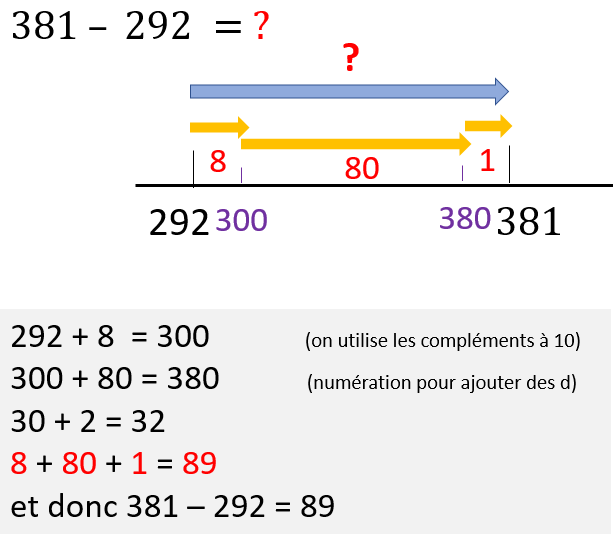 381 – 292 = ?
?
8 80 1
292 300 380 381
292 + 8 = 300 (on utilise les compléments à 10)
300 + 80 = 380 (numération pour ajouter des d)
30 + 2 = 32
8 + 80 + 1 = 89
et donc 381 – 292 = 89